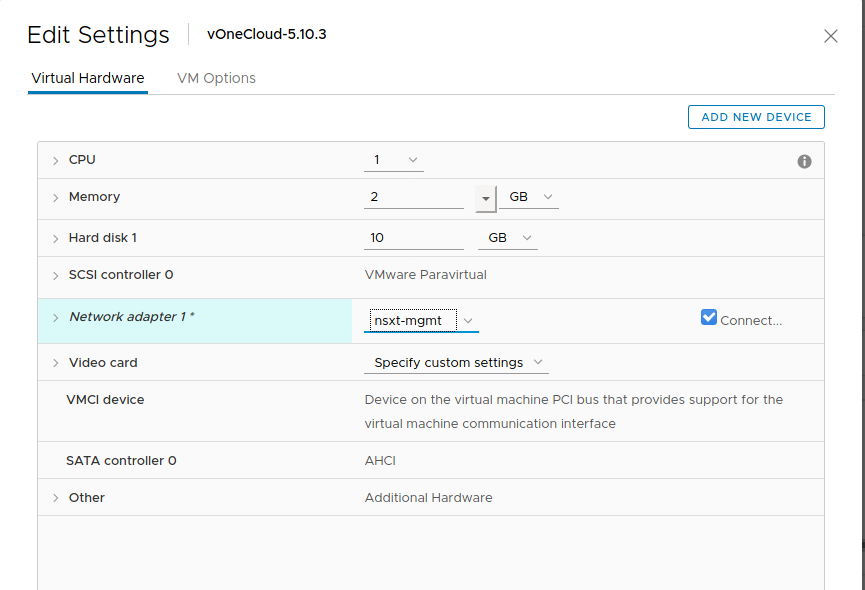 Edit Settings vOneCloud-5.10.3
Virtual Hardware VM Options
ADD NEW DEVICE
CPU 1
Memory 2 GB
Hard disk 1 10 GB
SCSI controller 0 VMware Paravirtual
Network adapter 1 * nsxt-mgmt Connect...
Video card Specify custom settings
VMCI device Device on the virtual machine PCI bus that provides support for the
virtual machine communication interface
SATA controller 0 AHCI
Other Additional Hardware